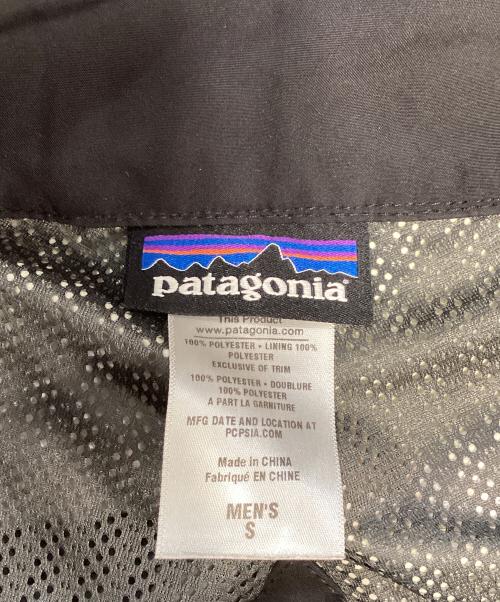 patagonia
This Product
www.patagonia.com
100% POLYESTER • LINING 100%
POLYESTER
EXCLUSIVE OF TRIM
100% POLYESTER • DOUBLURE
100% POLYESTER
A PART LA GARNITURE
MFG DATE AND LOCATION AT
PCPSIA.COM
Made in CHINA
Fabriqué EN CHINE
MEN'S
S